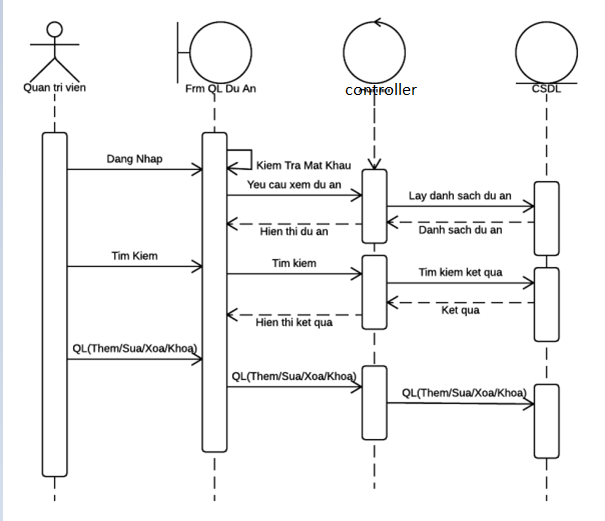 Quan tri vien
Frm QL Du An
controller
CSDL
Dang Nhap
Kiem Tra Mat Khau
Yeu cau xem du an
Lay danh sach du an
Hien thi du an
Danh sach du an
Tim Kiem
Tim kiem
Tim kiem ket qua
Ket qua
Hien thi ket qua
QL(Them/Sua/Xoa/Khoa)
QL(Them/Sua/Xoa/Khoa)
QL(Them/Sua/Xoa/Khoa)